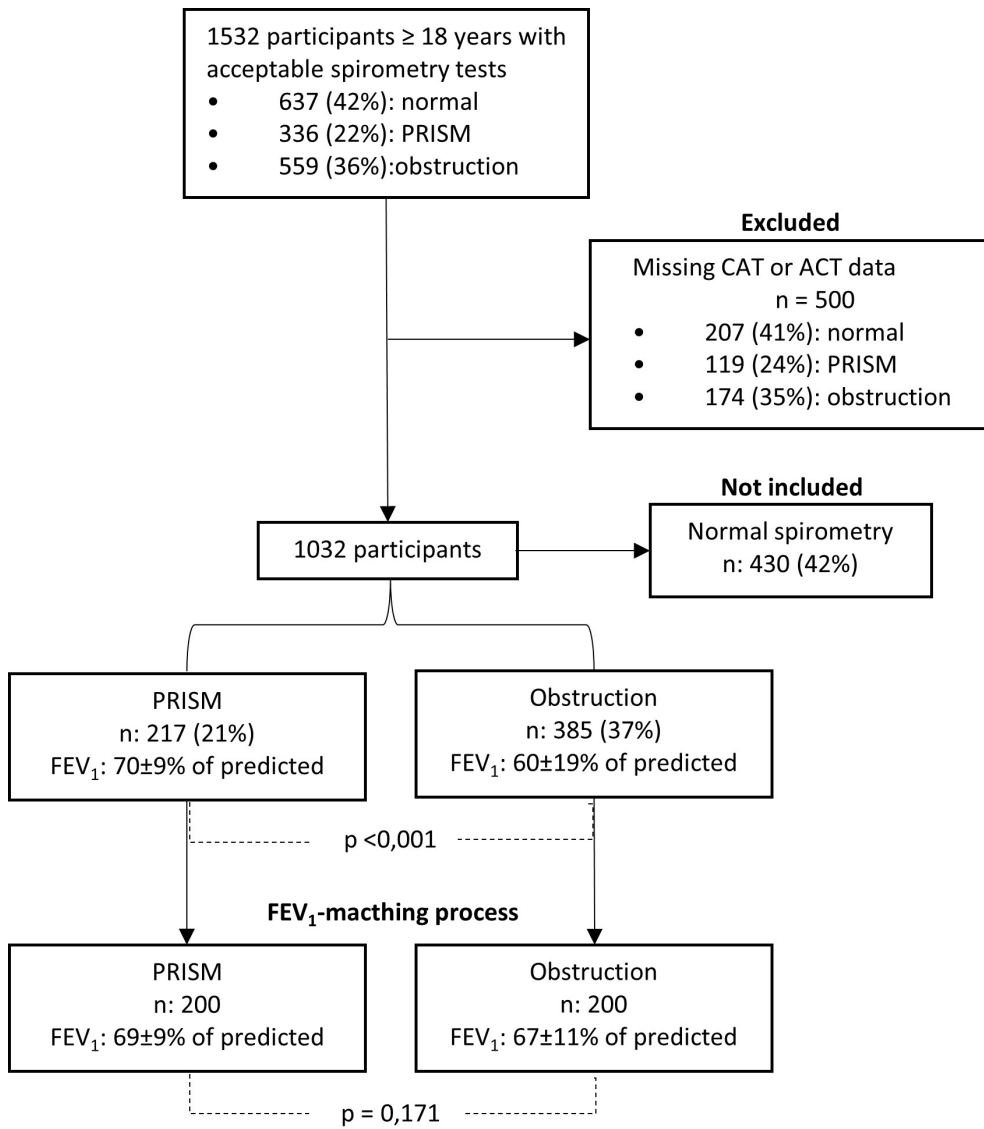 1532 participants ≥ 18 years with
acceptable spirometry tests
• 637 (42%): normal
• 336 (22%): PRISM
• 559 (36%):obstruction
Excluded
Missing CAT or ACT data
n = 500
• 207 (41%): normal
• 119 (24%): PRISM
• 174 (35%): obstruction
Not included
1032 participants
Normal spirometry
n: 430 (42%)
PRISM
n: 217 (21%)
FEV₁: 70±9% of predicted
Obstruction
n: 385 (37%)
FEV₁: 60±19% of predicted
p <0,001
FEV₁-macthing process
PRISM
n: 200
FEV₁: 69±9% of predicted
Obstruction
n: 200
FEV₁: 67±11% of predicted
p = 0,171